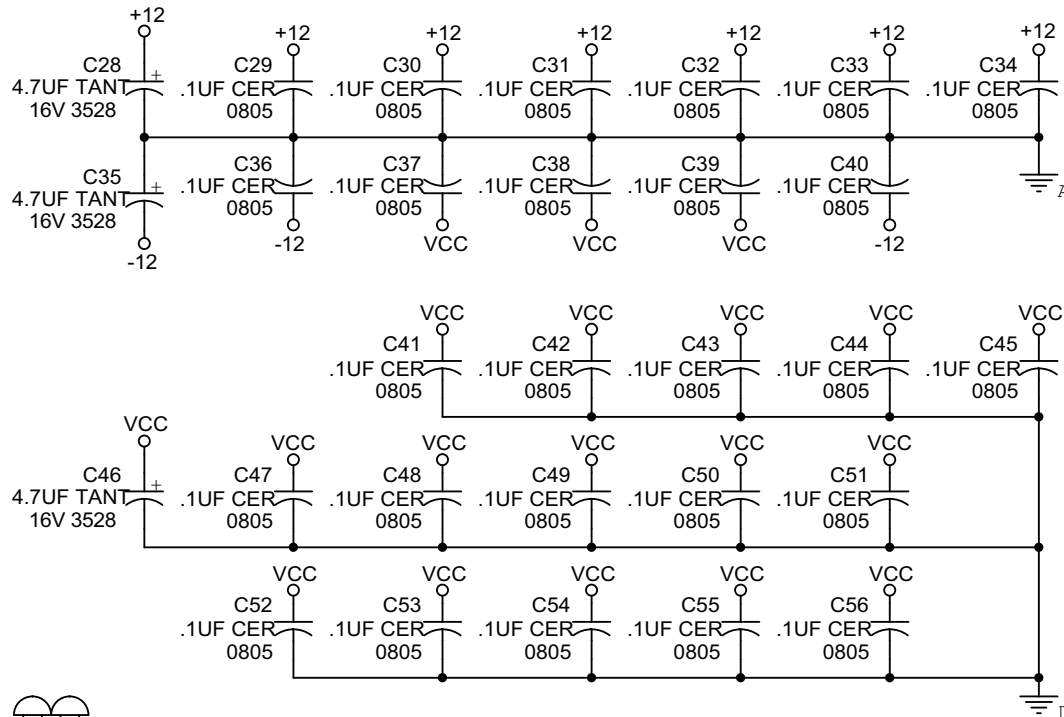 +12
+12 +12 +12 +12 +12 +12
C28 C29 C30 C31 C32 C33 C34
4.7UF TANT + .1UF CER .1UF CER .1UF CER .1UF CER .1UF CER .1UF CER
16V 3528 0805 0805 0805 0805 0805 0805
C35 C36 C37 C38 C39 C40
4.7UF TANT + .1UF CER .1UF CER .1UF CER .1UF CER .1UF CER
16V 3528 0805 0805 0805 0805 0805
-12 -12 VCC VCC VCC -12
VCC VCC VCC VCC VCC
C41 C42 C43 C44 C45
.1UF CER .1UF CER .1UF CER .1UF CER .1UF CER
0805 0805 0805 0805 0805
VCC
VCC VCC VCC VCC VCC
C46 C47 C48 C49 C50 C51
4.7UF TANT + .1UF CER .1UF CER .1UF CER .1UF CER .1UF CER
16V 3528 0805 0805 0805 0805 0805
VCC VCC VCC VCC VCC
C52 C53 C54 C55 C56
.1UF CER .1UF CER .1UF CER .1UF CER .1UF CER
0805 0805 0805 0805 0805